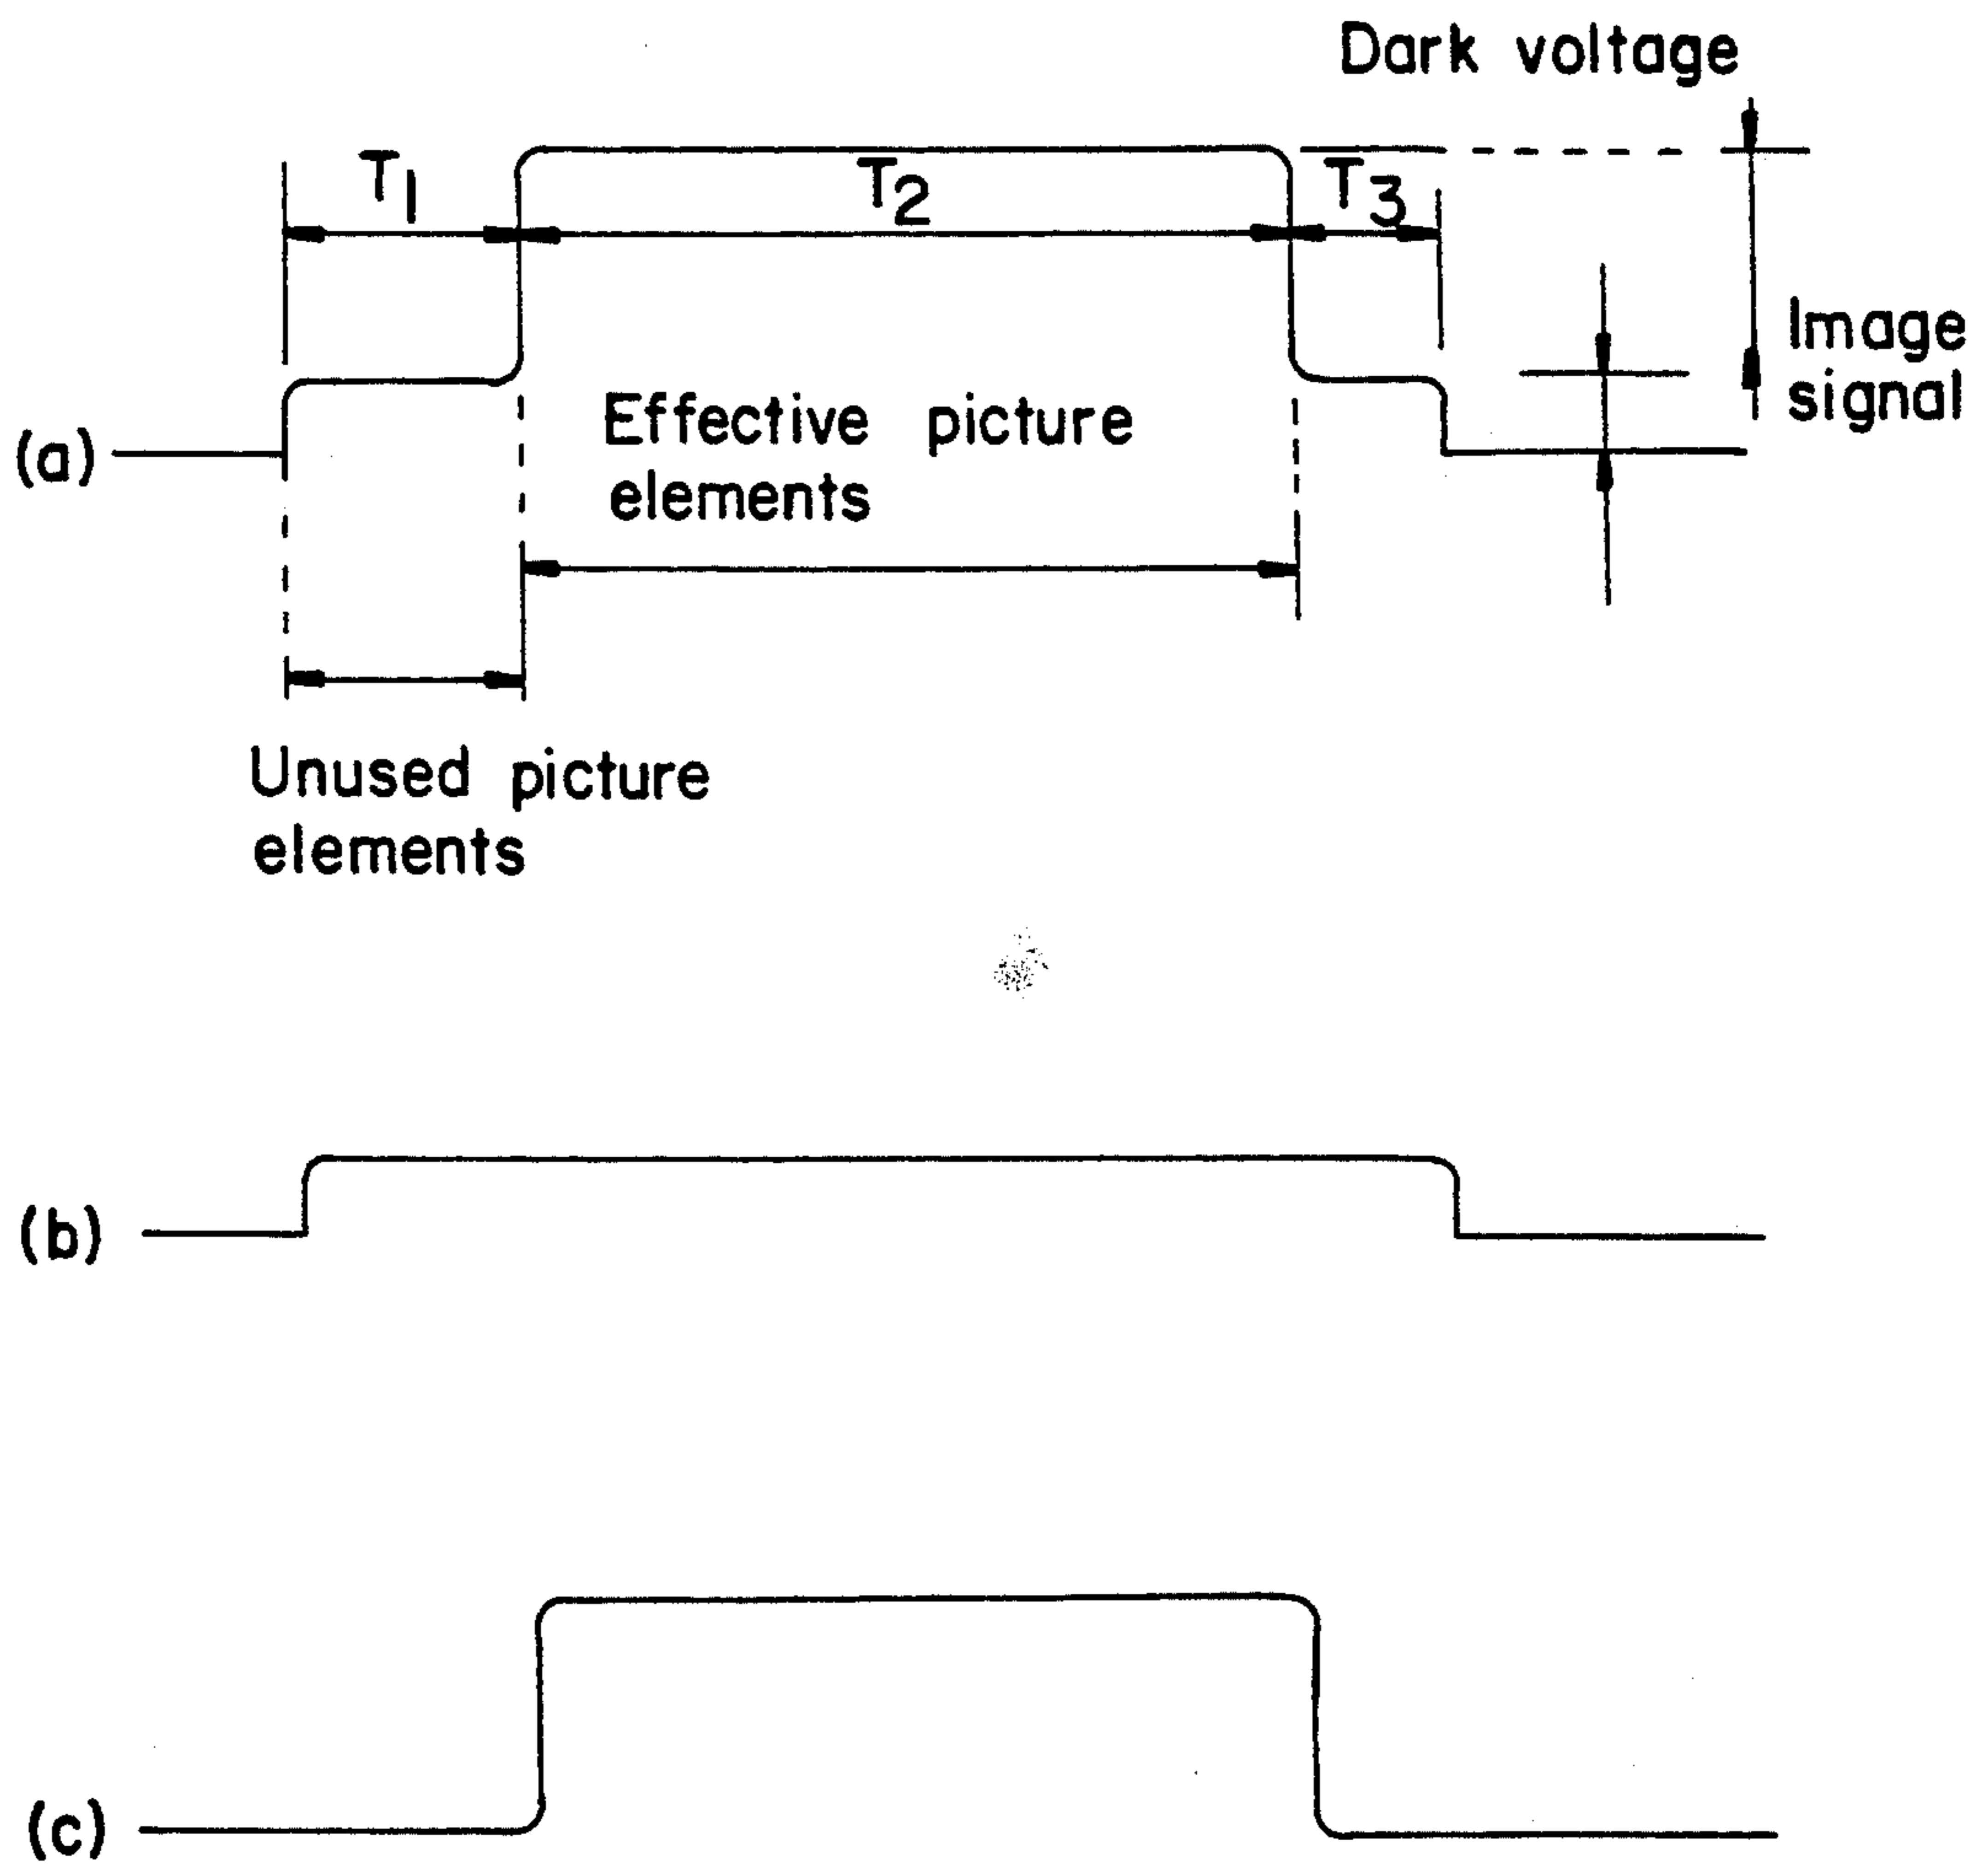 Dark voltage
T1
T2
T3
Image
signal
(a)
Effective picture
elements
Unused picture
elements
(b)
(c)